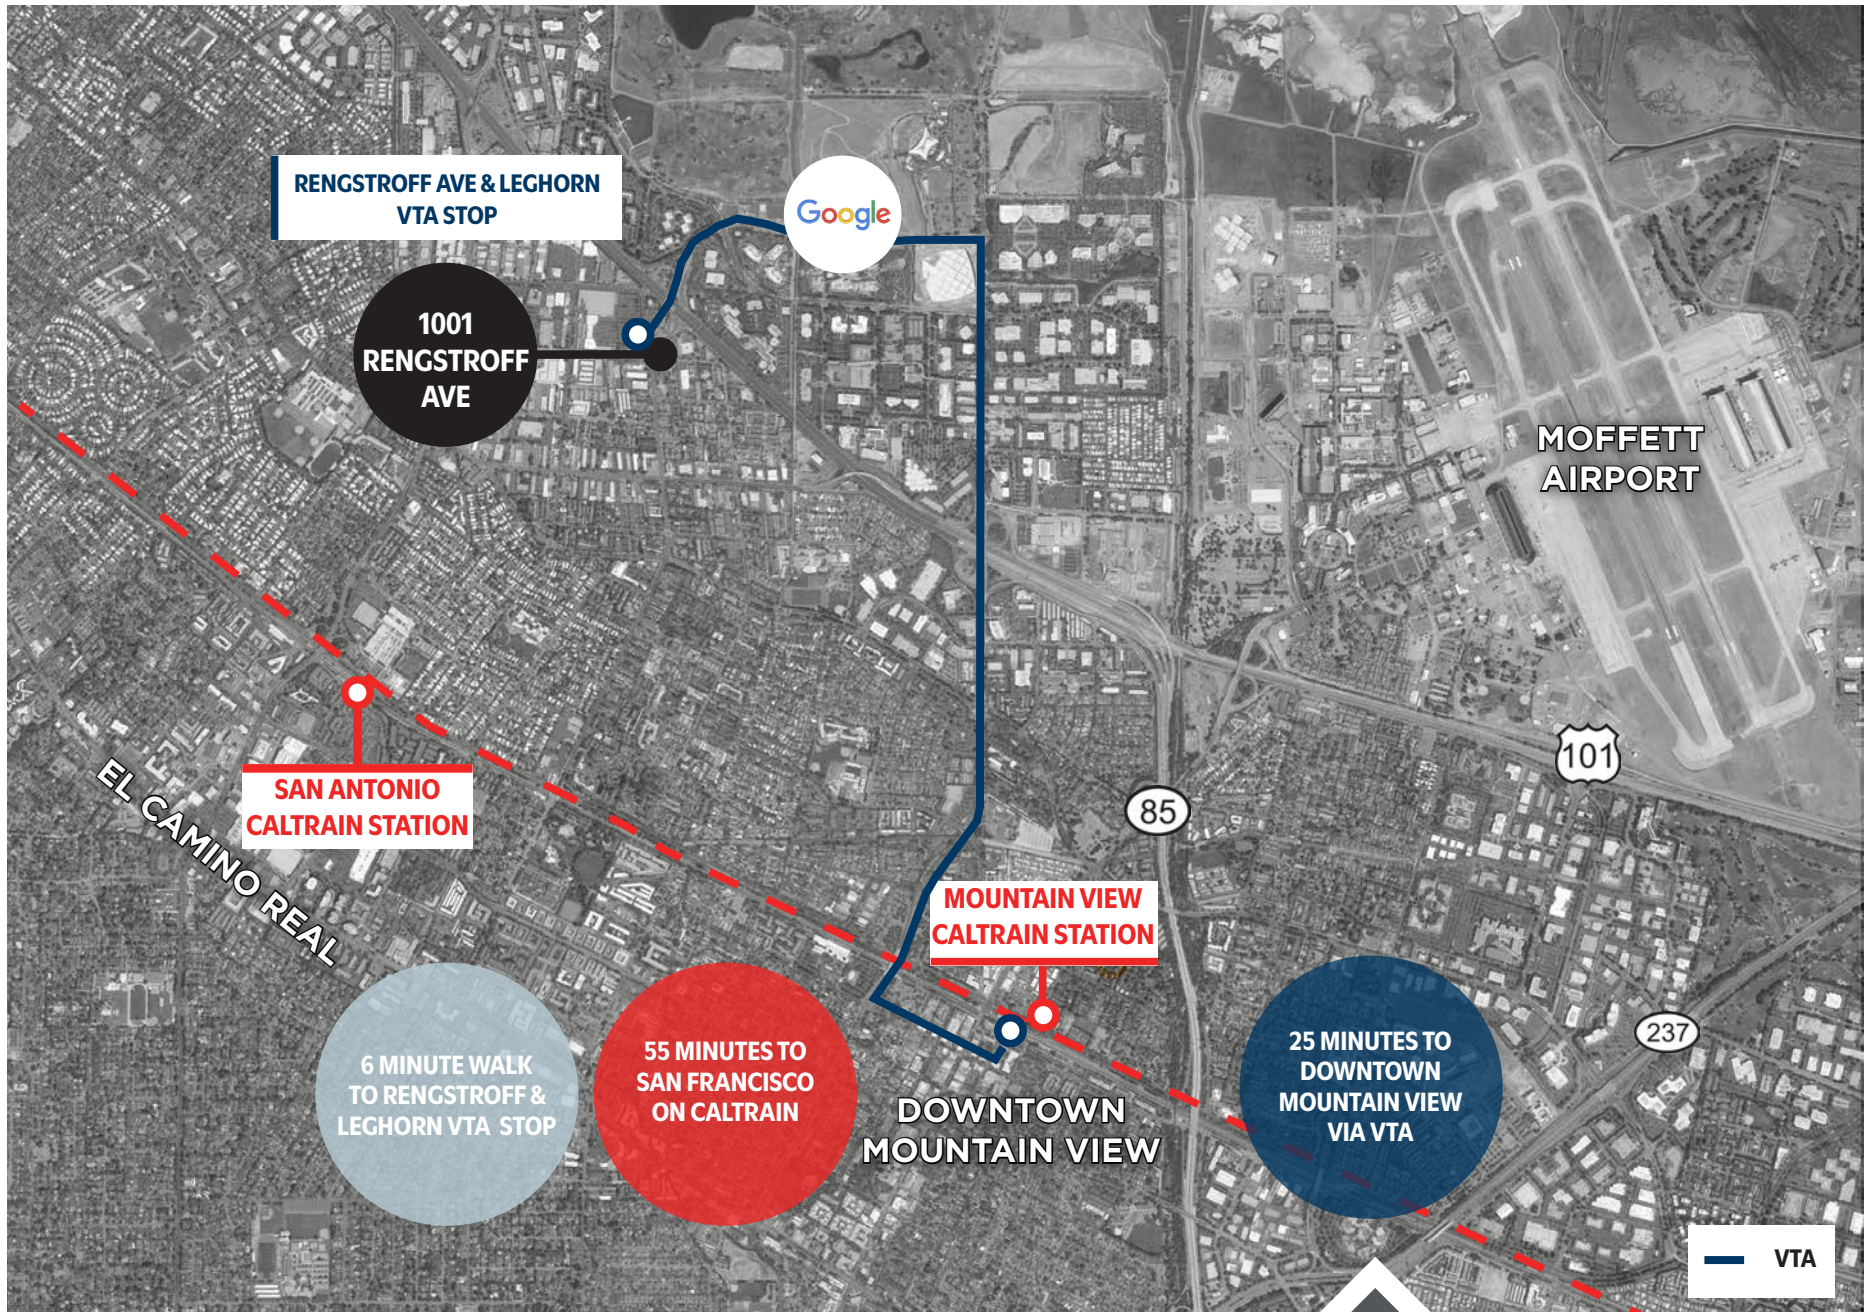 RENGSTROFF AVE & LEGHORN
VTA STOP
Google
1001
RENGSTROFF
AVE
MOFFETT
AIRPORT
101
85
SAN ANTONIO
CALTRAIN STATION
EL CAMINO REAL
MOUNTAIN VIEW
CALTRAIN STATION
237
6 MINUTE WALK
TO RENGSTROFF &
LEGHORN VTA STOP
55 MINUTES TO
SAN FRANCISCO
ON CALTRAIN
25 MINUTES TO
DOWNTOWN
MOUNTAIN VIEW
VIA VTA
DOWNTOWN
MOUNTAIN VIEW
VTA